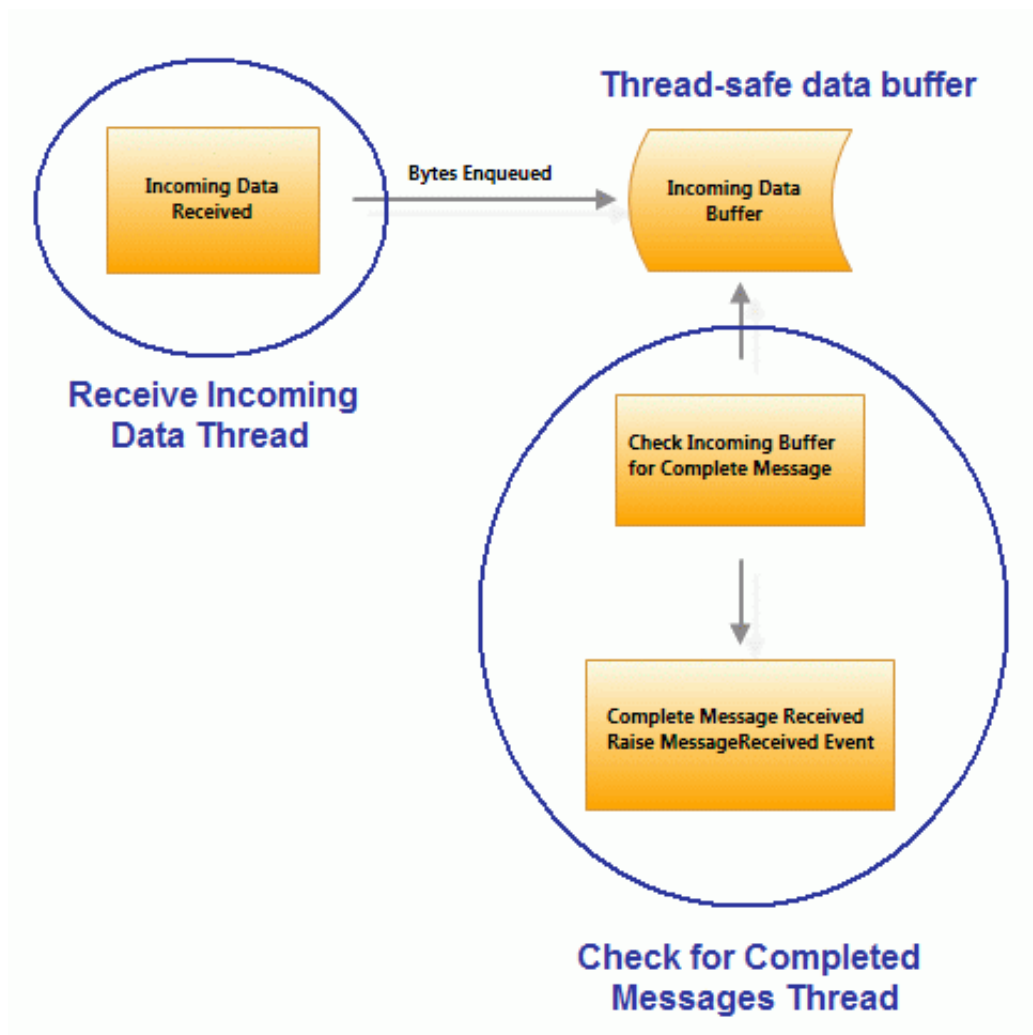 Thread-safe data buffer
Incoming Data
Received
Bytes Enqueued
Incoming Data
Buffer
Receive Incoming
Data Thread
Check Incoming Buffer
for Complete Message
Complete Message Received
Raise MessageReceived Event
Check for Completed
Messages Thread